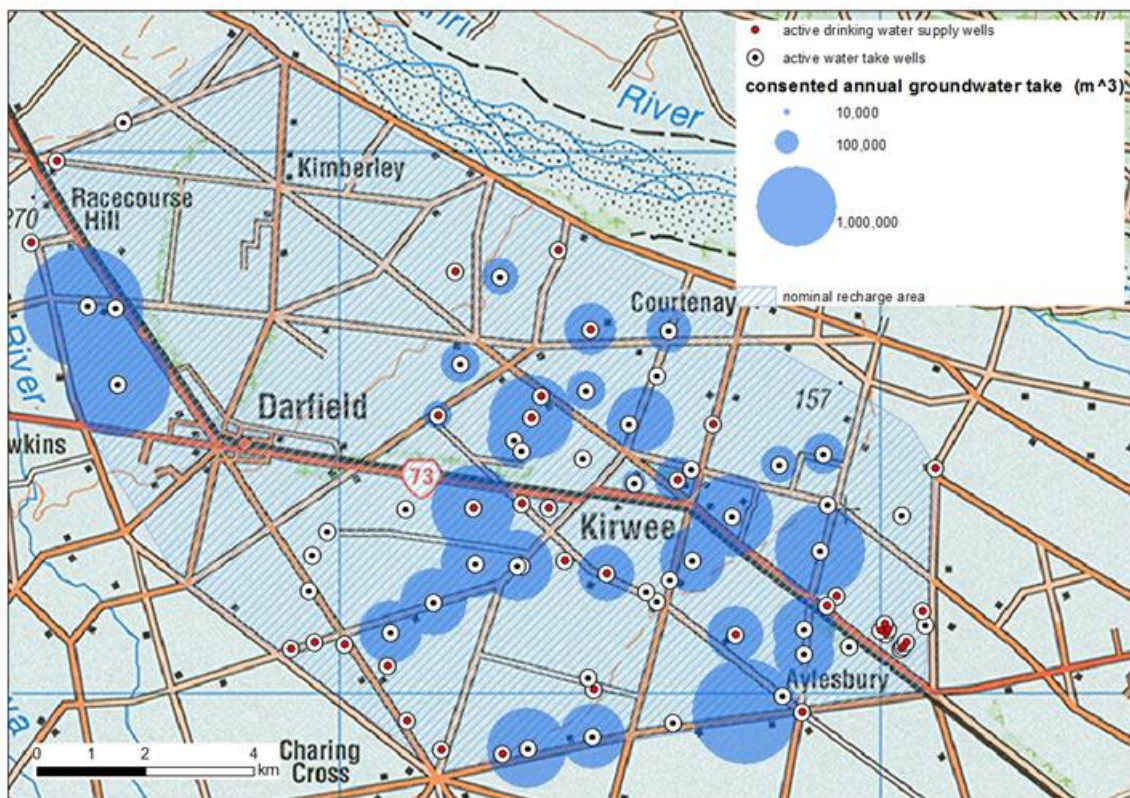 River
Kimberley
Racecourse
Hill
270
River
Courtenay
Darfield
157
wkins
73
Kirwee
Aylesbury
Charing
Cross
0 2 4
km
active drinking water supply wells
active water take wells
consented annual groundwater take (m^3)
10,000
100,000
1,000,000
nominal recharge area